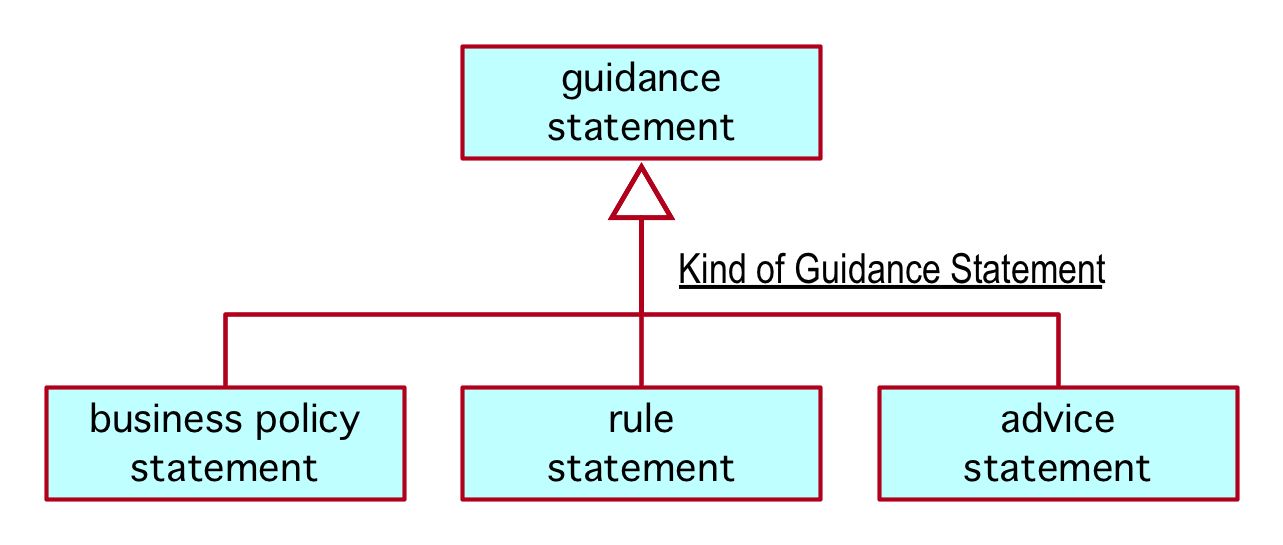 guidance
statement
Kind of Guidance Statement
business policy
statement
rule
statement
advice
statement